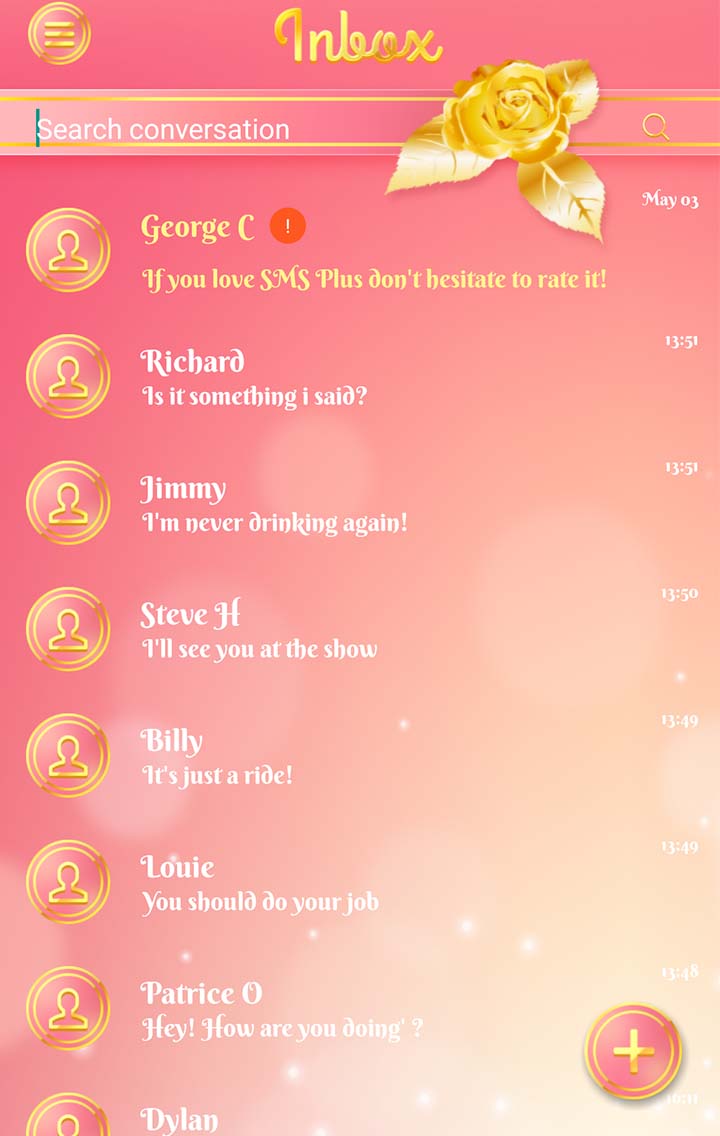 Inbox
Search conversation
May 03
George C !
If you love SMS Plus don't hesitate to rate it!
13:51
Richard
Is it something i said?
13:51
Jimmy
I'm never drinking again!
13:50
Steve H
I'll see you at the show
13:49
Billy
It's just a ride!
13:49
Louie
You should do your job
13:48
Patrice O
Hey! How are you doing' ?
Dylan